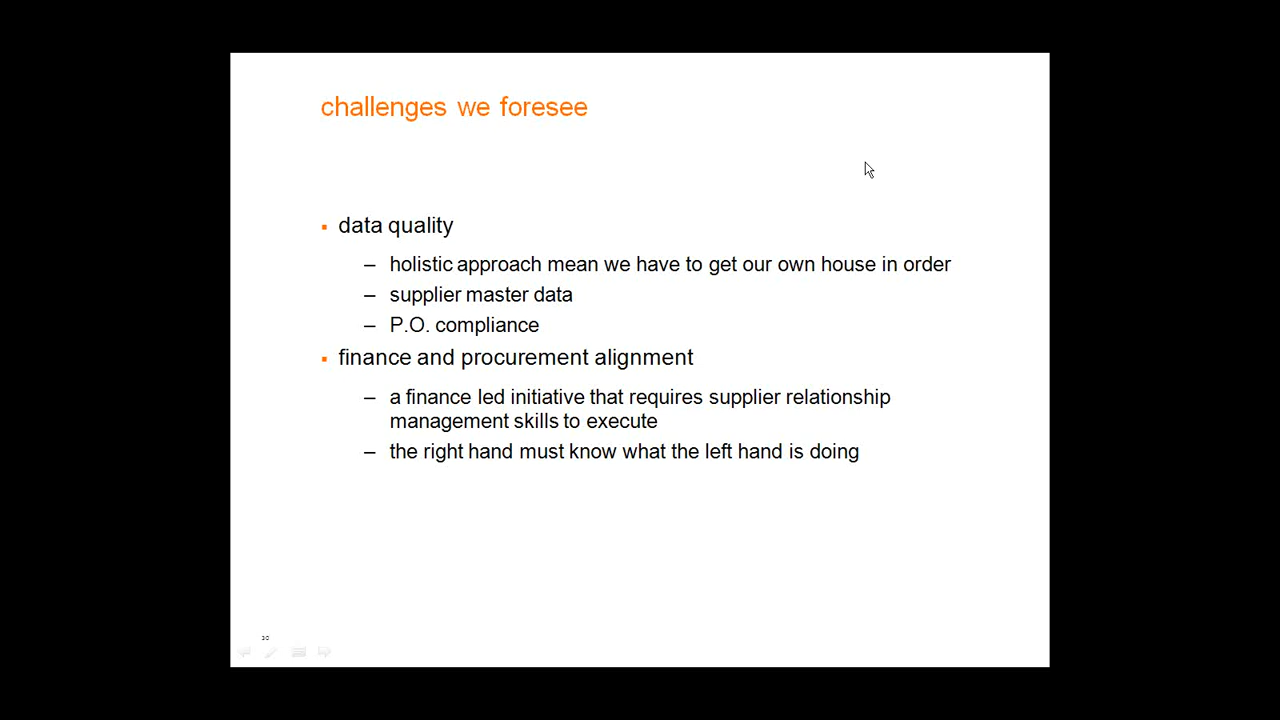 challenges we foresee
▪ data quality
– holistic approach mean we have to get our own house in order
– supplier master data
– P.O. compliance
▪ finance and procurement alignment
– a finance led initiative that requires supplier relationship
management skills to execute
– the right hand must know what the left hand is doing